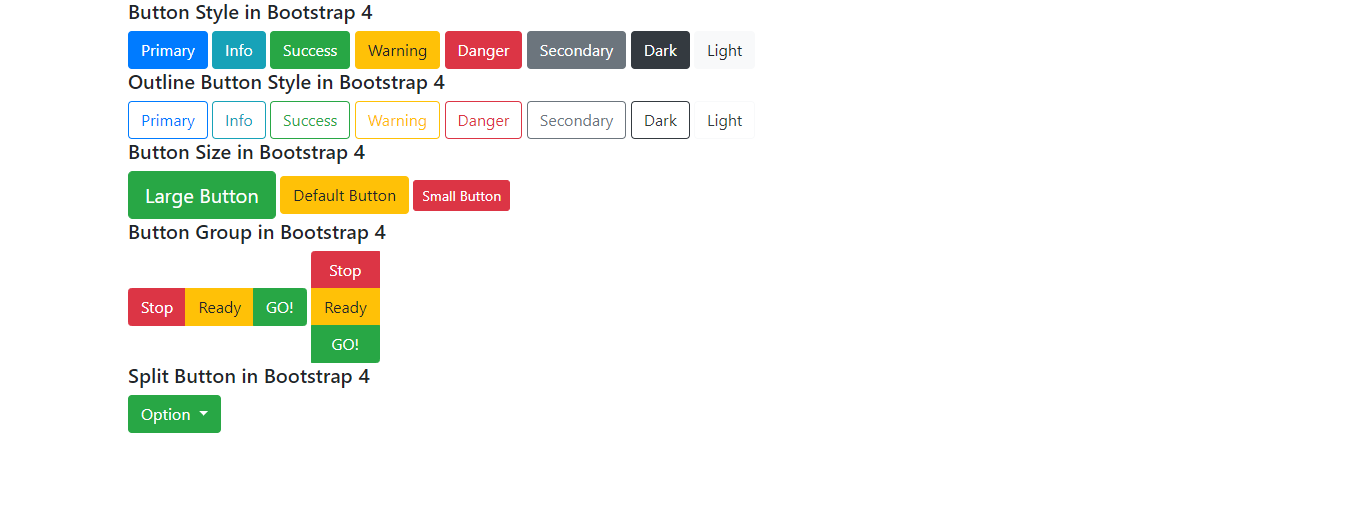 Button Style in Bootstrap 4
Primary Info Success Warning Danger Secondary Dark Light
Outline Button Style in Bootstrap 4
Primary Info Success Warning Danger Secondary Dark Light
Button Size in Bootstrap 4
Large Button Default Button Small Button
Button Group in Bootstrap 4
Stop
Stop Ready GO! Ready
GO!
Split Button in Bootstrap 4
Option